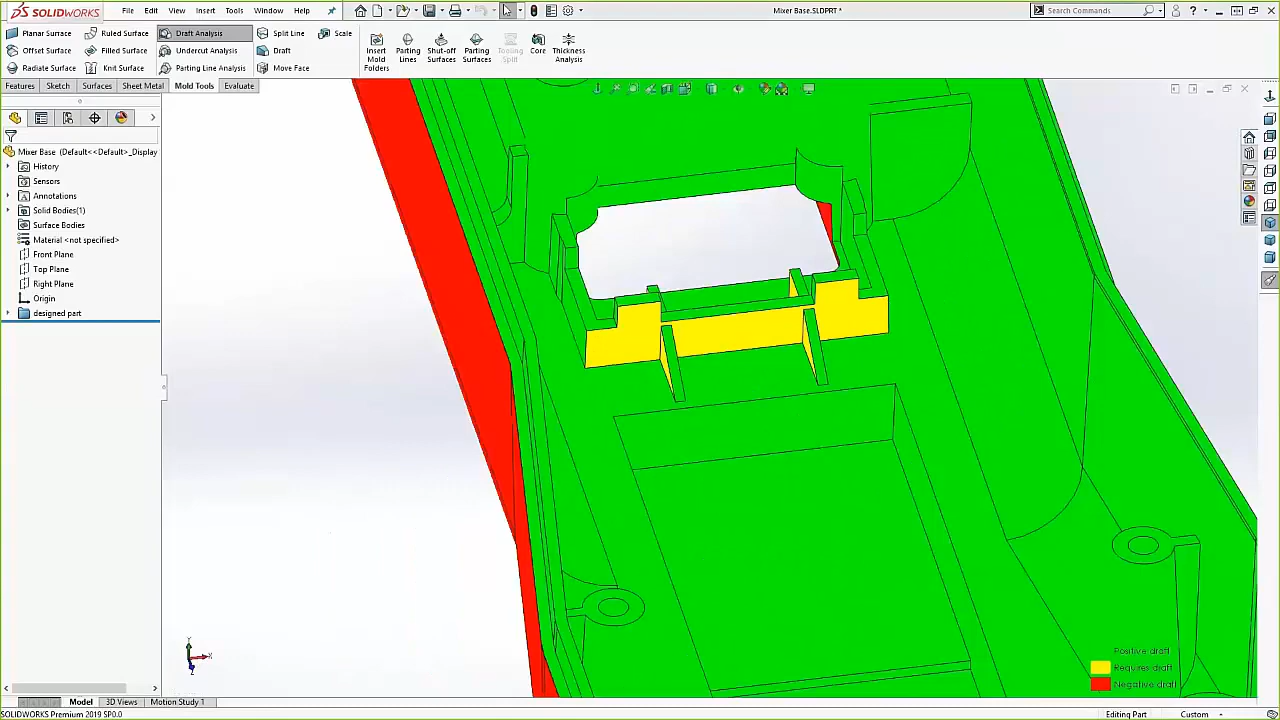 SOLIDWORKS File Edit View Insert Tools Window Help Mixer Base.SLDPRT * Search Commands
Planar Surface Ruled Surface Draft Analysis Split Line Scale
Offset Surface Filled Surface Undercut Analysis Draft
Radiate Surface Knit Surface Parting Line Analysis Move Face
Insert Mold Folders
Parting Lines
Shut-off Surfaces
Parting Surfaces
Tooling Split
Core
Thickness Analysis
Features Sketch Surfaces Sheet Metal Mold Tools Evaluate
Mixer Base (Default<<Default>_Display
History
Sensors
Annotations
Solid Bodies(1)
Surface Bodies
Material <not specified>
Front Plane
Top Plane
Right Plane
Origin
designed part
Y
X
Z
Positive draft
Requires draft
Negative draft
Model 3D Views Motion Study 1
SOLIDWORKS Premium 2019 SP0.0 Editing Part Custom